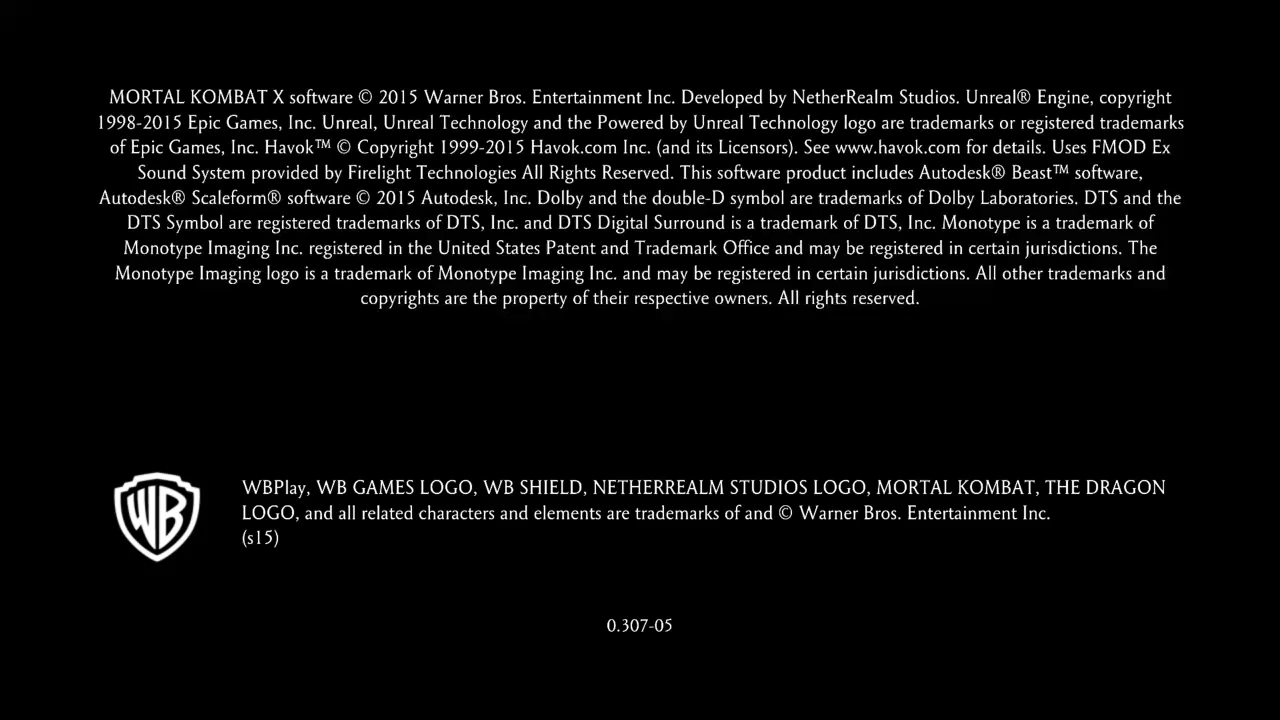 MORTAL KOMBAT X software © 2015 Warner Bros. Entertainment Inc. Developed by NetherRealm Studios. Unreal® Engine, copyright
1998-2015 Epic Games, Inc. Unreal, Unreal Technology and the Powered by Unreal Technology logo are trademarks or registered trademarks
of Epic Games, Inc. Havok™ © Copyright 1999-2015 Havok.com Inc. (and its Licensors). See www.havok.com for details. Uses FMOD Ex
Sound System provided by Firelight Technologies All Rights Reserved. This software product includes Autodesk® Beast™ software,
Autodesk® Scaleform® software © 2015 Autodesk, Inc. Dolby and the double-D symbol are trademarks of Dolby Laboratories. DTS and the
DTS Symbol are registered trademarks of DTS, Inc. and DTS Digital Surround is a trademark of DTS, Inc. Monotype is a trademark of
Monotype Imaging Inc. registered in the United States Patent and Trademark Office and may be registered in certain jurisdictions. The
Monotype Imaging logo is a trademark of Monotype Imaging Inc. and may be registered in certain jurisdictions. All other trademarks and
copyrights are the property of their respective owners. All rights reserved.
WB
WBPlay, WB GAMES LOGO, WB SHIELD, NETHERREALM STUDIOS LOGO, MORTAL KOMBAT, THE DRAGON
LOGO, and all related characters and elements are trademarks of and © Warner Bros. Entertainment Inc.
(s15)
0.307-05